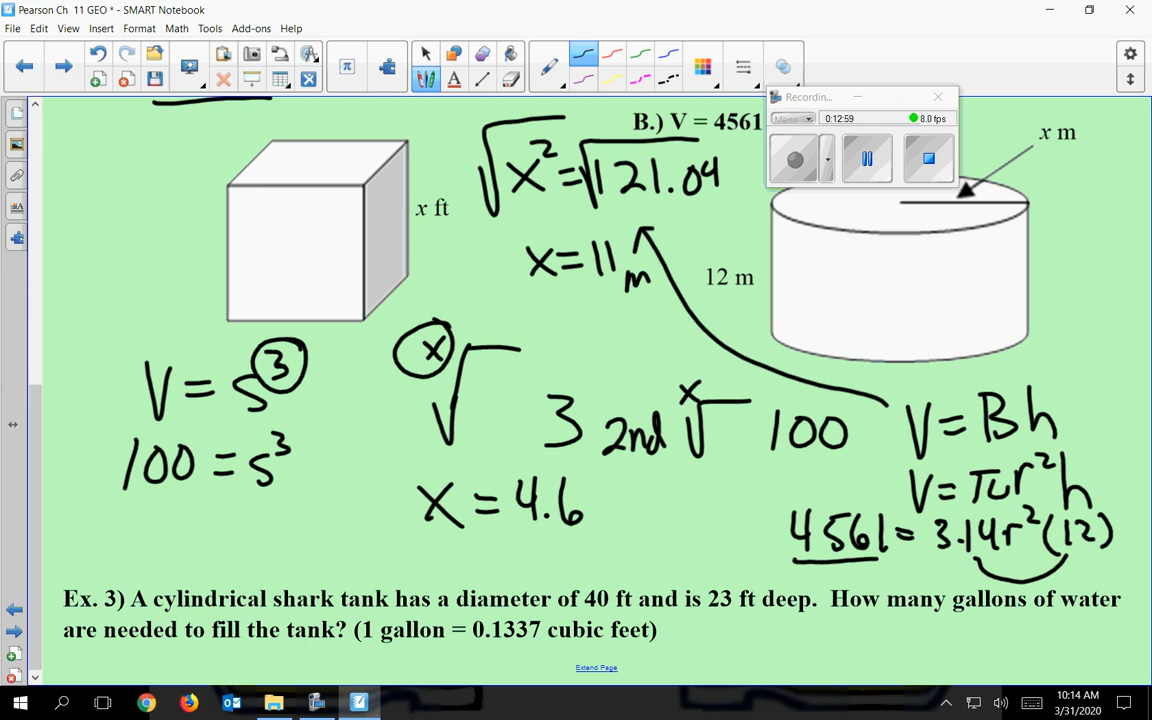 Pearson Ch 11 GEO * - SMART Notebook
File Edit View Insert Format Math Tools Add-ons Help
Recordin...
Menu 0:12:59 8.0 fps
B.) V = 4561
x m
√x² = √121.04
x ft
x = 11 m
12 m
V = s³
x√
3 2nd x√ 100
V = Bh
100 = s³
V = πr²h
x = 4.6
4561 = 3.14r²(12)
Ex. 3) A cylindrical shark tank has a diameter of 40 ft and is 23 ft deep. How many gallons of water
are needed to fill the tank? (1 gallon = 0.1337 cubic feet)
Extend Page
10:14 AM
3/31/2020